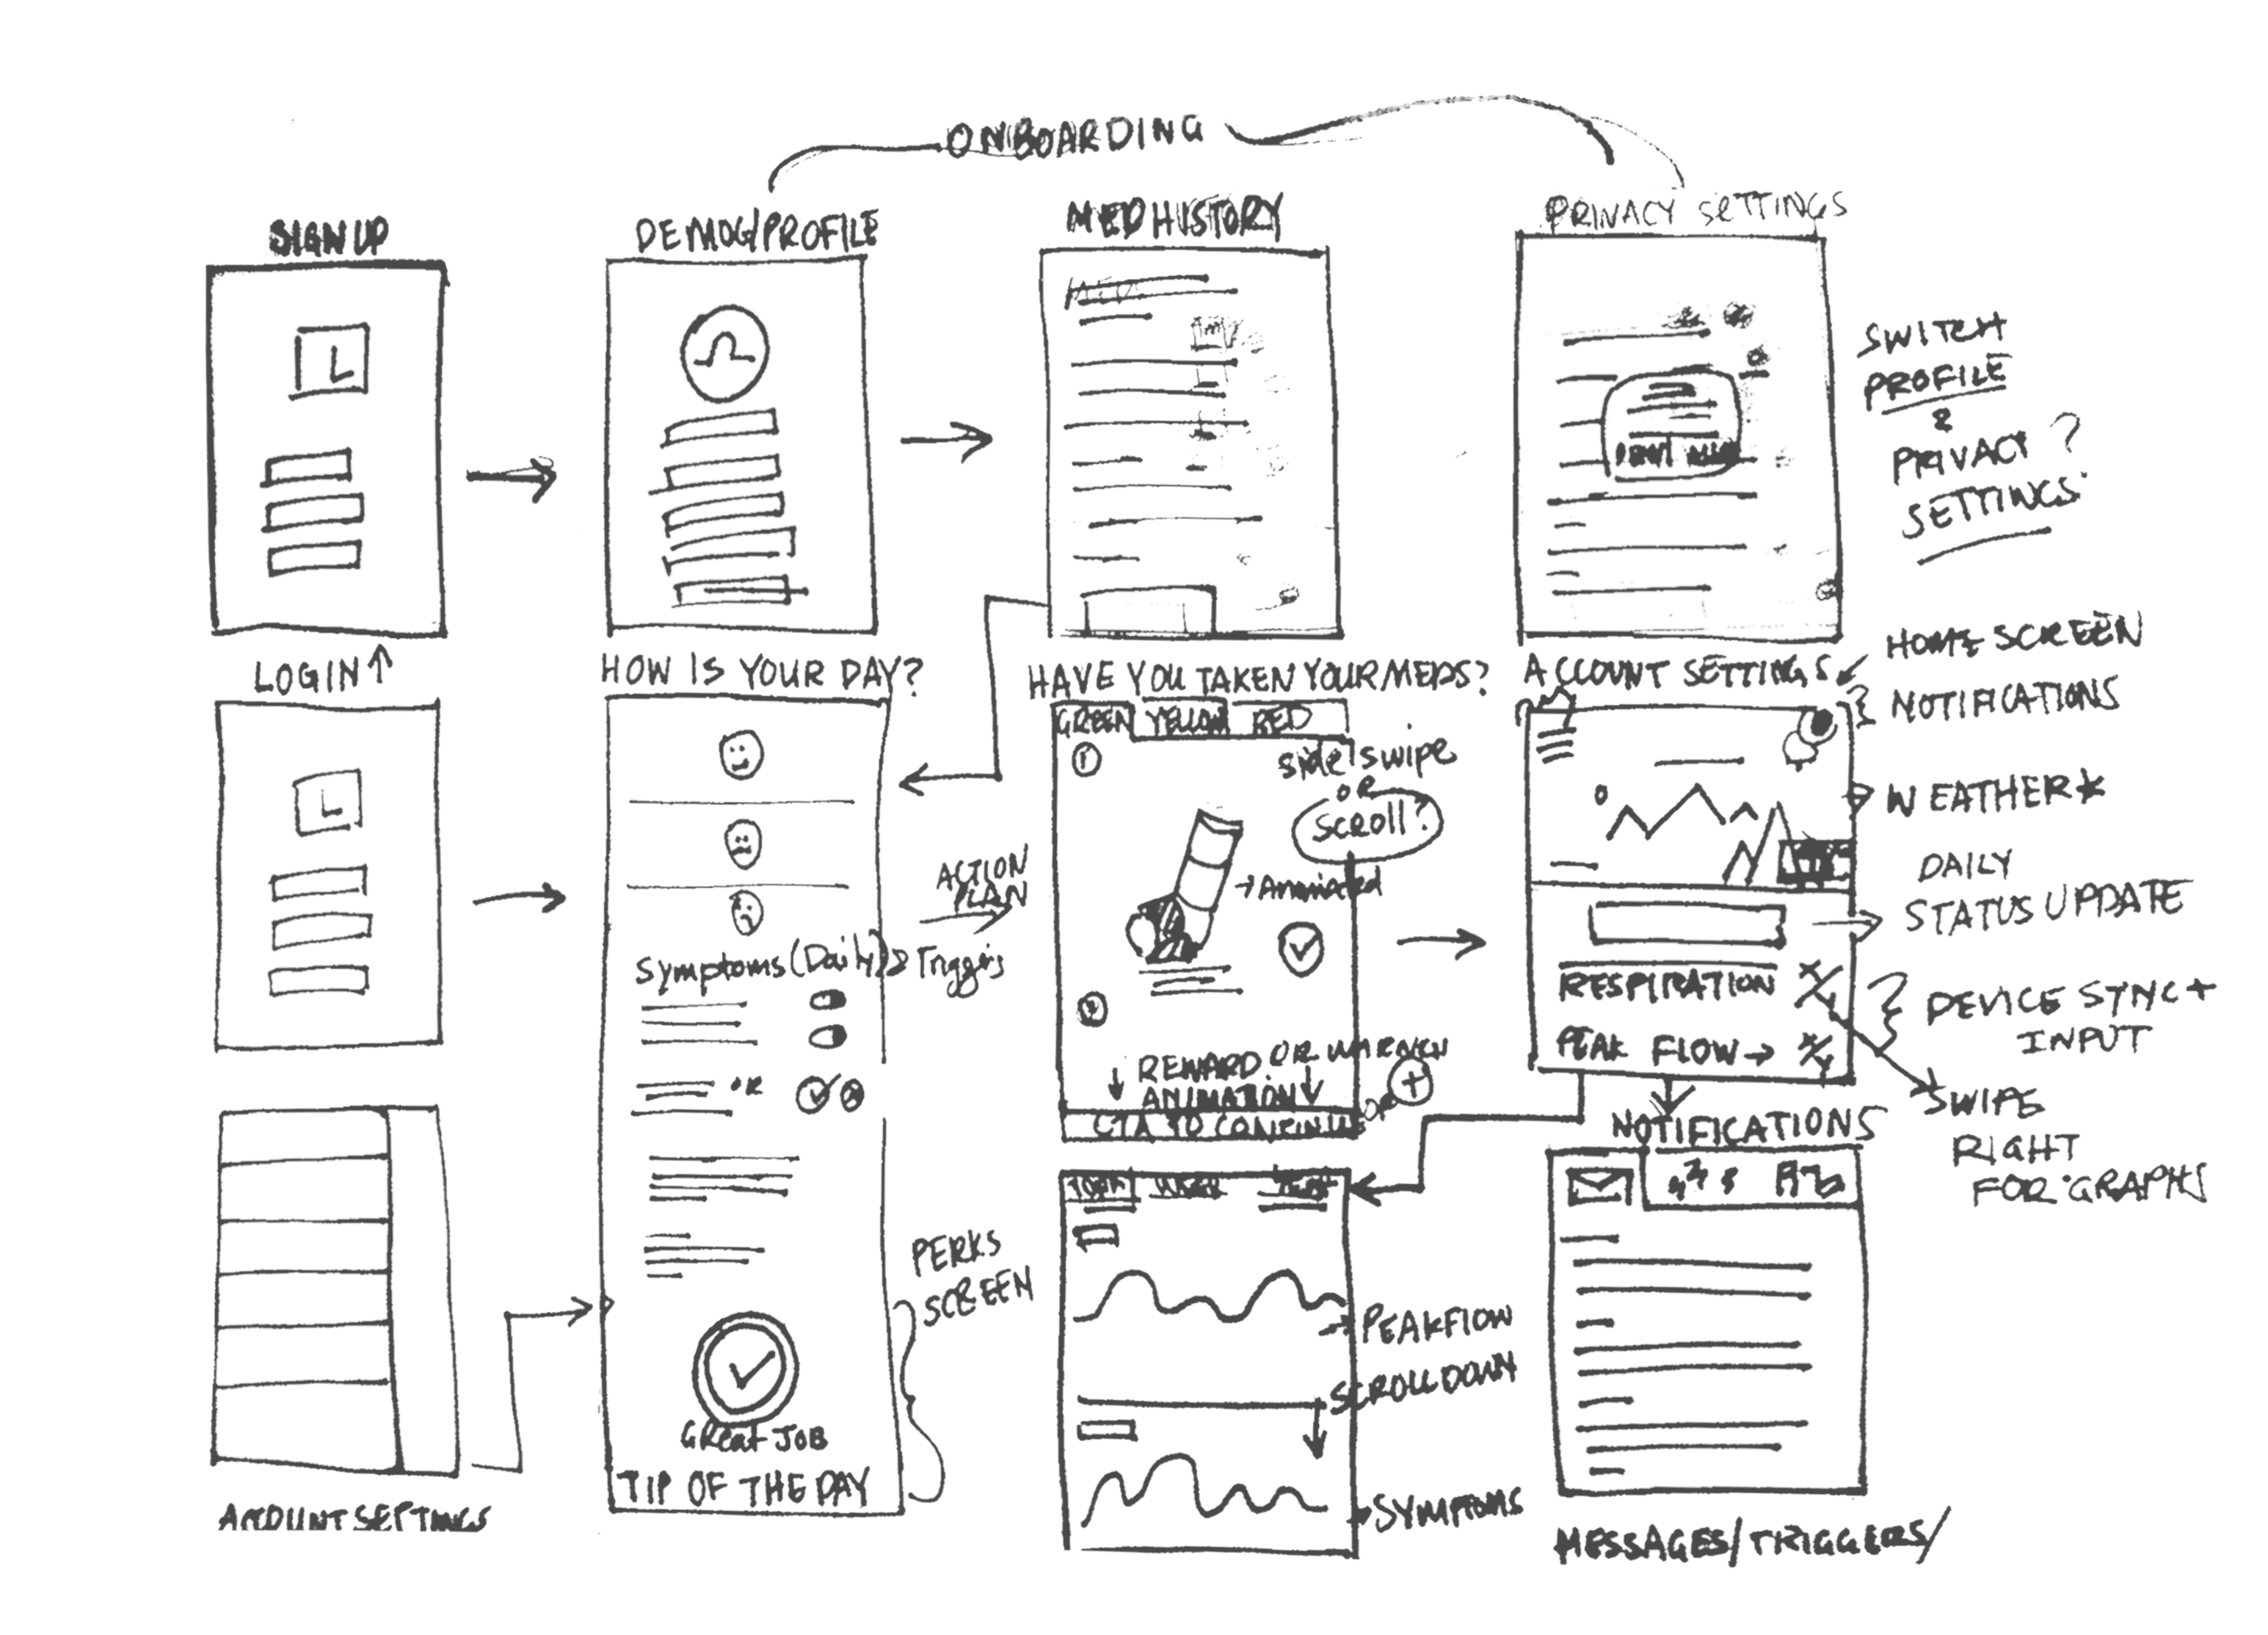 ONBOARDING
SIGN UP
DEMOG/PROFILE
MED HISTORY
PRIVACY SETTINGS
L
SWITCH
PROFILE
&
PRIVACY?
SETTINGS
LOGIN
HOW IS YOUR DAY?
HAVE YOU TAKEN YOUR MEDS?
ACCOUNT SETTINGS
HOME SCREEN
NOTIFICATIONS
L
GREEN YELLOW RED
side swipe
OR
SCROLL?
Animated
ACTION
PLAN
WEATHER*
DAILY
STATUS UPDATE
Symptoms (Daily) &
OR
REWARD OR
ANIMATION
CTA TO CONTINUE
OR
+
RESPIRATION X/Y
PEAK FLOW → X/Y
DEVICE SYNC +
INPUT
SWIPE
RIGHT
FOR GRAPHS
NOTIFICATIONS
PERKS
SCREEN
PEAKFLOW
SCROLL DOWN
SYMPTOMS
GREAT JOB
TIP OF THE DAY
ACCOUNT SETTINGS
MESSAGES/TRIGGERS/